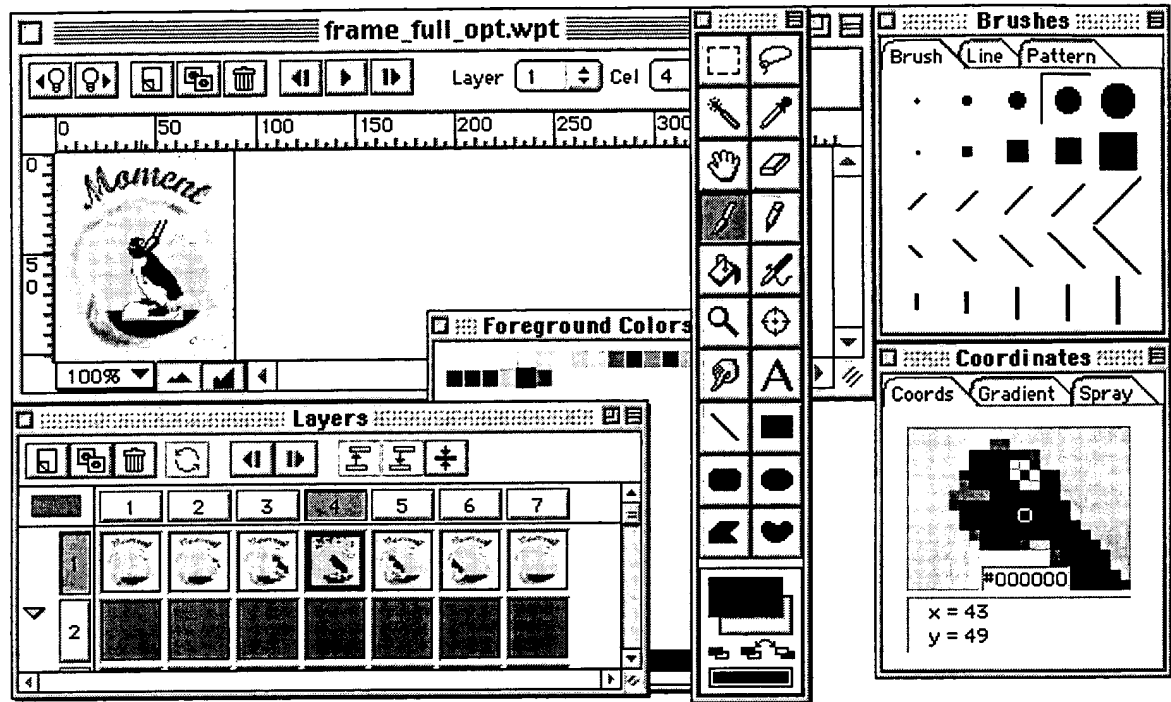 frame_full_opt.wpt
Layer 1 Cel 4
0 50 100 150 200 250 300
0
50
Moment
100%
Foreground Colors
Layers
1 2 3 4 5 6 7
1
2
A
Brushes
Brush Line Pattern
Coordinates
Coords Gradient Spray
#000000
x = 43
y = 49